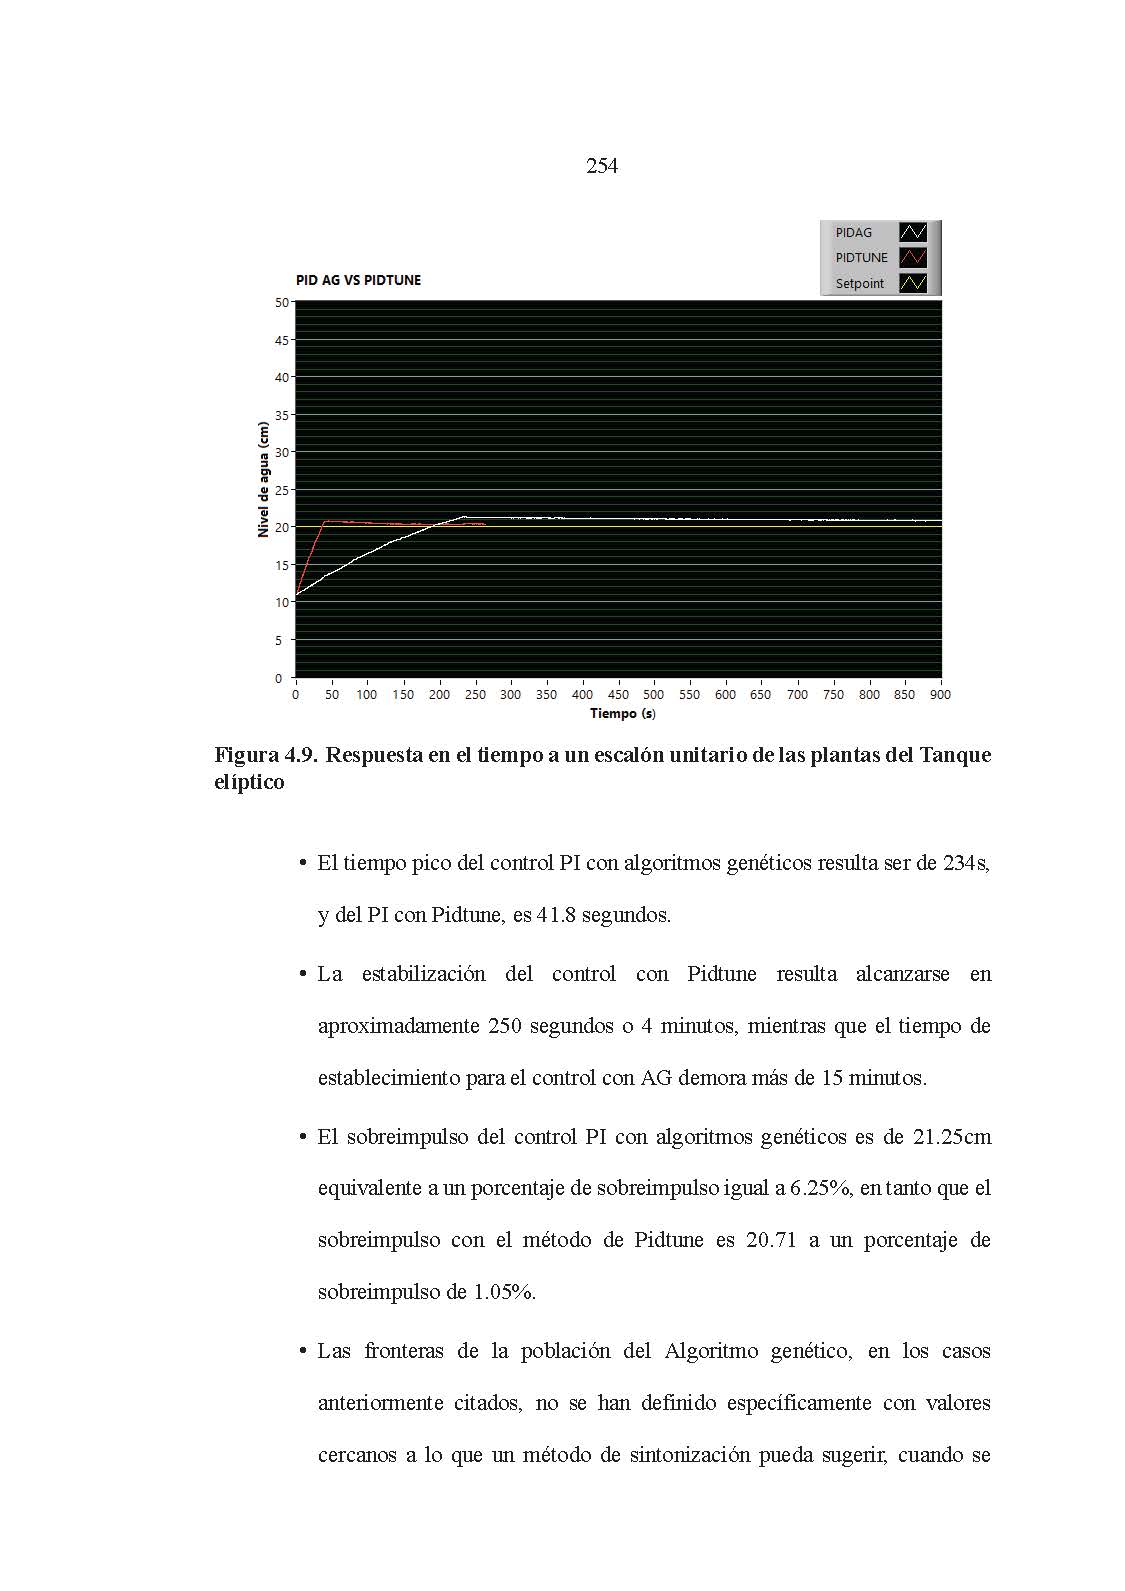 254
PIDAG
PIDTUNE
Setpoint
PID AG VS PIDTUNE
50
45
40
35
30
25
20
15
10
5
0
Nivel de agua (cm)
0 50 100 150 200 250 300 350 400 450 500 550 600 650 700 750 800 850 900
Tiempo (s)
Figura 4.9. Respuesta en el tiempo a un escalón unitario de las plantas del Tanque
elíptico
• El tiempo pico del control PI con algoritmos genéticos resulta ser de 234s,
y del PI con Pidtune, es 41.8 segundos.
• La estabilización del control con Pidtune resulta alcanzarse en
aproximadamente 250 segundos o 4 minutos, mientras que el tiempo de
establecimiento para el control con AG demora más de 15 minutos.
• El sobreimpulso del control PI con algoritmos genéticos es de 21.25cm
equivalente a un porcentaje de sobreimpulso igual a 6.25%, en tanto que el
sobreimpulso con el método de Pidtune es 20.71 a un porcentaje de
sobreimpulso de 1.05%.
• Las fronteras de la población del Algoritmo genético, en los casos
anteriormente citados, no se han definido específicamente con valores
cercanos a lo que un método de sintonización pueda sugerir, cuando se